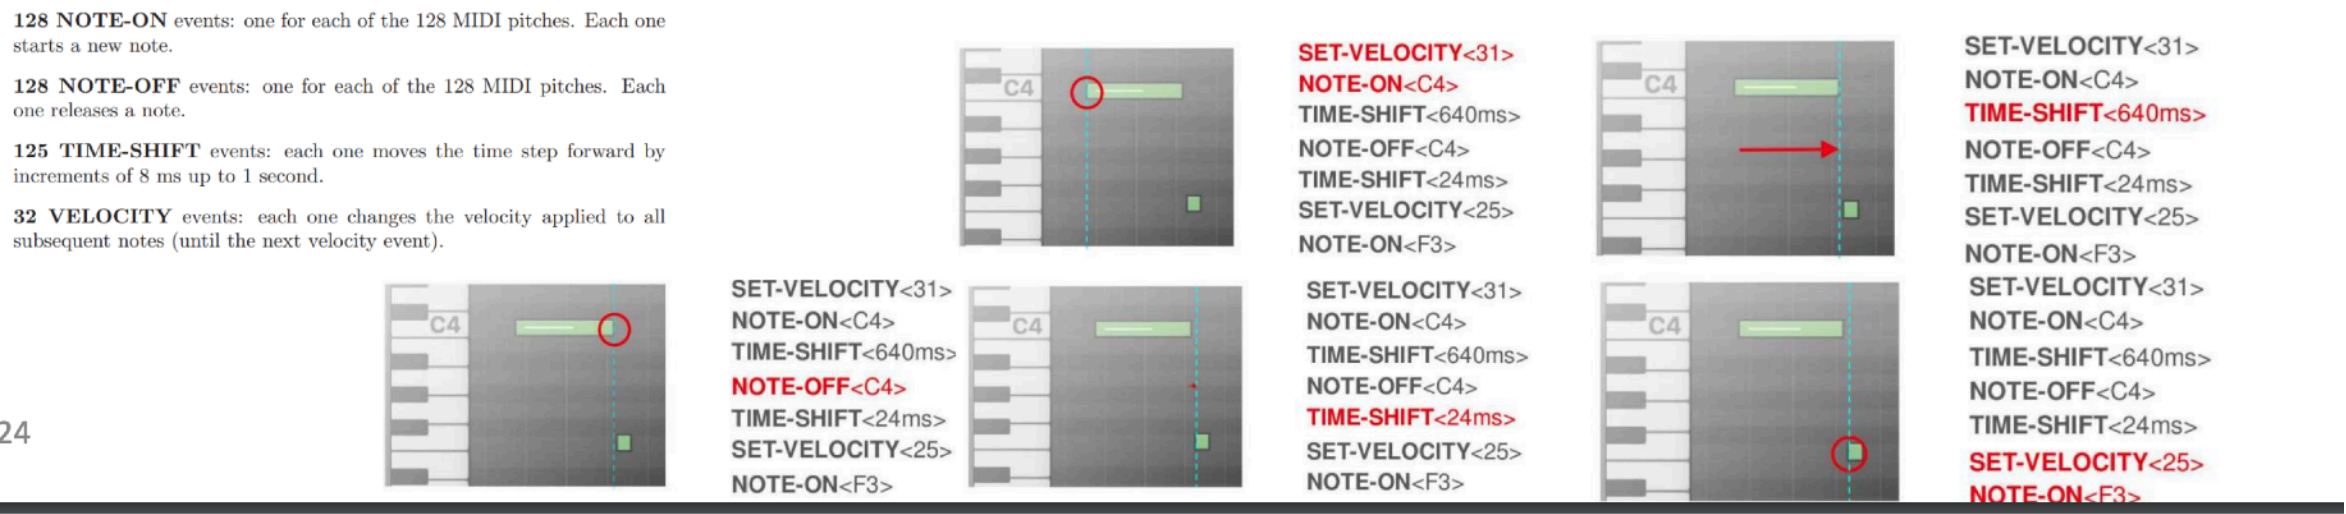 128 NOTE-ON events: one for each of the 128 MIDI pitches. Each one
starts a new note.
128 NOTE-OFF events: one for each of the 128 MIDI pitches. Each
one releases a note.
125 TIME-SHIFT events: each one moves the time step forward by
increments of 8 ms up to 1 second.
32 VELOCITY events: each one changes the velocity applied to all
subsequent notes (until the next velocity event).
C4
SET-VELOCITY<31>
NOTE-ON<C4>
TIME-SHIFT<640ms>
NOTE-OFF<C4>
TIME-SHIFT<24ms>
SET-VELOCITY<25>
NOTE-ON<F3>
C4
SET-VELOCITY<31>
NOTE-ON<C4>
TIME-SHIFT<640ms>
NOTE-OFF<C4>
TIME-SHIFT<24ms>
SET-VELOCITY<25>
NOTE-ON<F3>
C4
SET-VELOCITY<31>
NOTE-ON<C4>
TIME-SHIFT<640ms>
NOTE-OFF<C4>
TIME-SHIFT<24ms>
SET-VELOCITY<25>
NOTE-ON<F3>
C4
SET-VELOCITY<31>
NOTE-ON<C4>
TIME-SHIFT<640ms>
NOTE-OFF<C4>
TIME-SHIFT<24ms>
SET-VELOCITY<25>
NOTE-ON<F3>
C4
SET-VELOCITY<31>
NOTE-ON<C4>
TIME-SHIFT<640ms>
NOTE-OFF<C4>
TIME-SHIFT<24ms>
SET-VELOCITY<25>
NOTE-ON<F3>
24